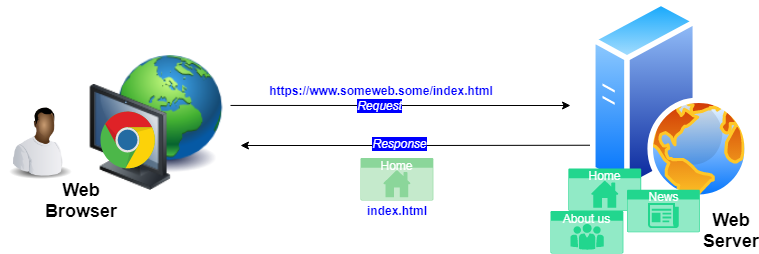 https://www.someweb.some/index.html
Request
Response
Home
index.html
Web
Browser
Home
News
About us
Web
Server